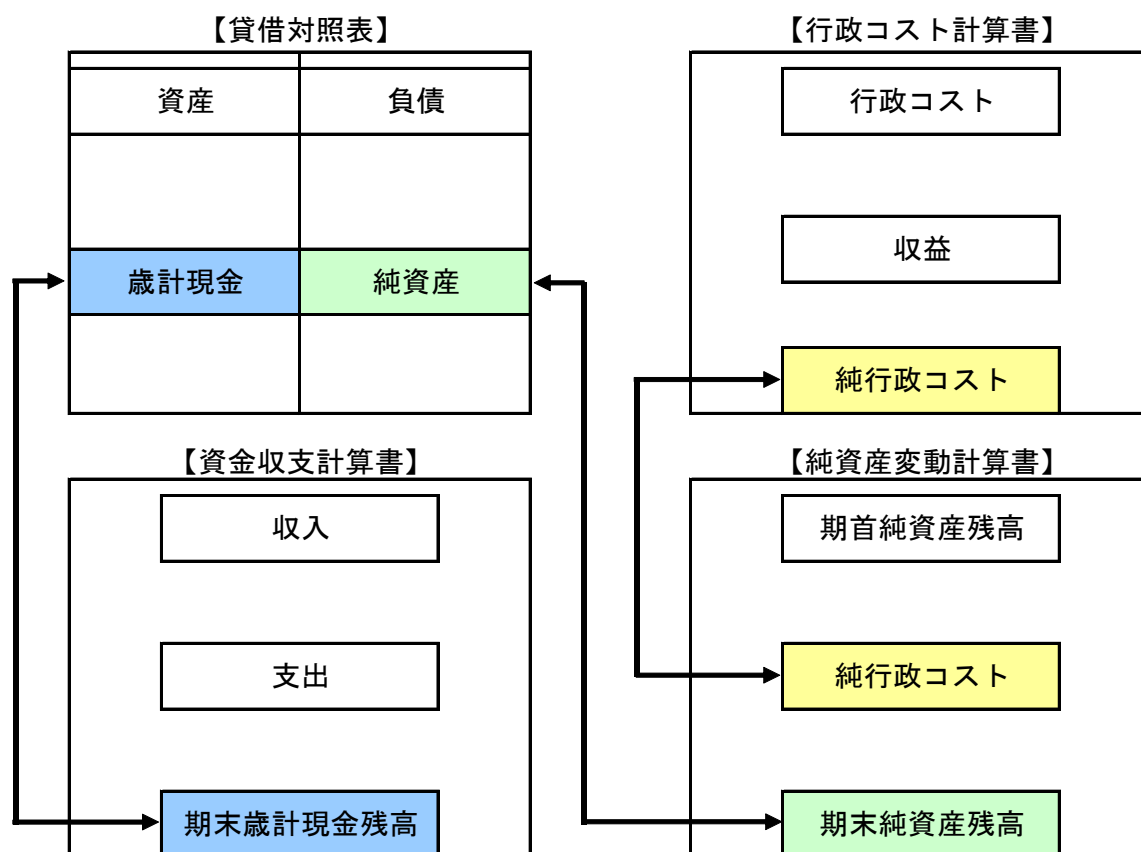 【貸借対照表】
資産
負債
歳計現金
純資産
【行政コスト計算書】
行政コスト
収益
純行政コスト
【資金収支計算書】
収入
支出
期末歳計現金残高
【純資産変動計算書】
期首純資産残高
純行政コスト
期末純資産残高